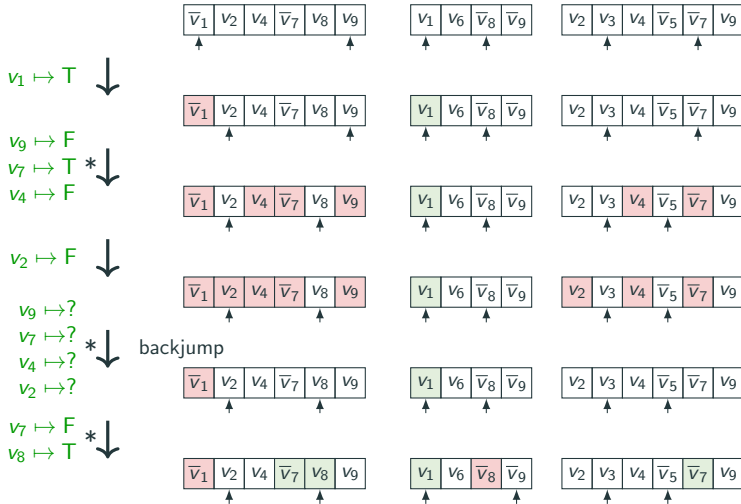 v̅₁ v₂ v₄ v̅₇ v₈ v₉ v₁ v₆ v̅₈ v̅₉ v₂ v₃ v₄ v̅₅ v̅₇ v₉
v₁ ↦ T
v̅₁ v₂ v₄ v̅₇ v₈ v₉ v₁ v₆ v̅₈ v̅₉ v₂ v₃ v₄ v̅₅ v̅₇ v₉
v₉ ↦ F
v₇ ↦ T *
v₄ ↦ F
v̅₁ v₂ v₄ v̅₇ v₈ v₉ v₁ v₆ v̅₈ v̅₉ v₂ v₃ v₄ v̅₅ v̅₇ v₉
v₂ ↦ F
v̅₁ v₂ v₄ v̅₇ v₈ v₉ v₁ v₆ v̅₈ v̅₉ v₂ v₃ v₄ v̅₅ v̅₇ v₉
v₉ ↦?
v₇ ↦?
* backjump
v₄ ↦?
v₂ ↦?
v̅₁ v₂ v₄ v̅₇ v₈ v₉ v₁ v₆ v̅₈ v̅₉ v₂ v₃ v₄ v̅₅ v̅₇ v₉
v₇ ↦ F
*
v₈ ↦ T
v̅₁ v₂ v₄ v̅₇ v₈ v₉ v₁ v₆ v̅₈ v̅₉ v₂ v₃ v₄ v̅₅ v̅₇ v₉